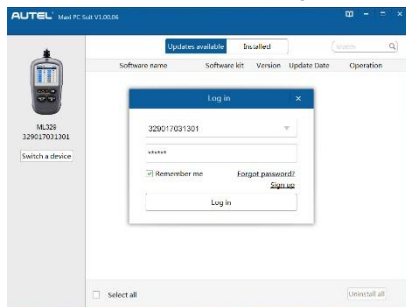 AUTEL Maxi PC Suit V1.00.06
Updates available Installed
Search
Software name Software kit Version Update Date Operation
Log in
ML329
329017031301
Switch a device
329017031301
******
Remember me Forgot password?
Sign up
Log in
Select all Uninstall all